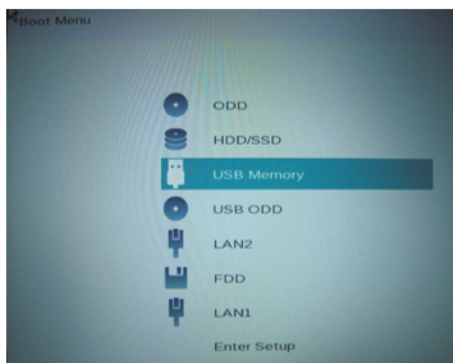 Boot Menu
ODD
HDD/SSD
USB Memory
USB ODD
LAN2
FDD
LAN1
Enter Setup